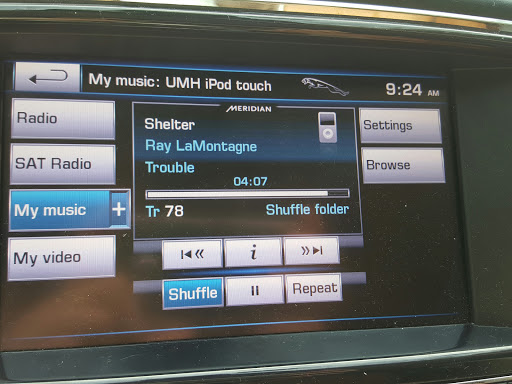 My music: UMH iPod touch
9:24 AM
MERIDIAN
Radio
SAT Radio
My music +
My video
Shelter
Ray LaMontagne
Trouble
04:07
Tr 78 Shuffle folder
i
Shuffle
Repeat
Settings
Browse